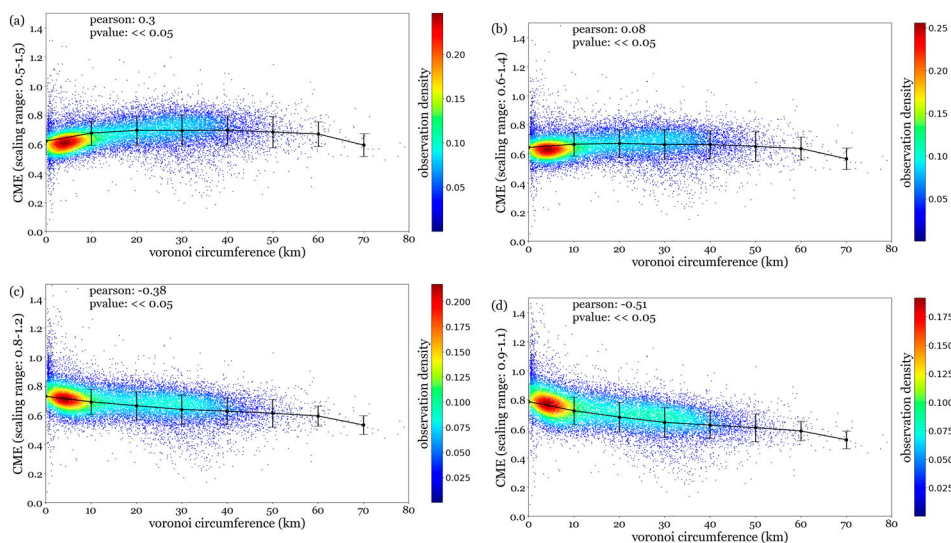 (a)
pearson: 0.3
pvalue: << 0.05
CME (scaling range: 0.5-1.5)
1.4
1.2
1.0
0.8
0.6
0.4
0.2
0.0
0 10 20 30 40 50 60 70 80
voronoi circumference (km)
0.20
0.15
0.10
0.05
observation density
(b)
pearson: 0.08
pvalue: << 0.05
CME (scaling range: 0.6-1.4)
1.4
1.2
1.0
0.8
0.6
0.4
0.2
0.0
0 10 20 30 40 50 60 70 80
voronoi circumference (km)
0.25
0.20
0.15
0.10
0.05
observation density
(c)
pearson: -0.38
pvalue: << 0.05
CME (scaling range: 0.8-1.2)
1.4
1.2
1.0
0.8
0.6
0.4
0.2
0.0
0 10 20 30 40 50 60 70 80
voronoi circumference (km)
0.200
0.175
0.150
0.125
0.100
0.075
0.050
0.025
observation density
(d)
pearson: -0.51
pvalue: << 0.05
CME (scaling range: 0.9-1.1)
1.4
1.2
1.0
0.8
0.6
0.4
0.2
0.0
0 10 20 30 40 50 60 70 80
voronoi circumference (km)
0.175
0.150
0.125
0.100
0.075
0.050
0.025
observation density